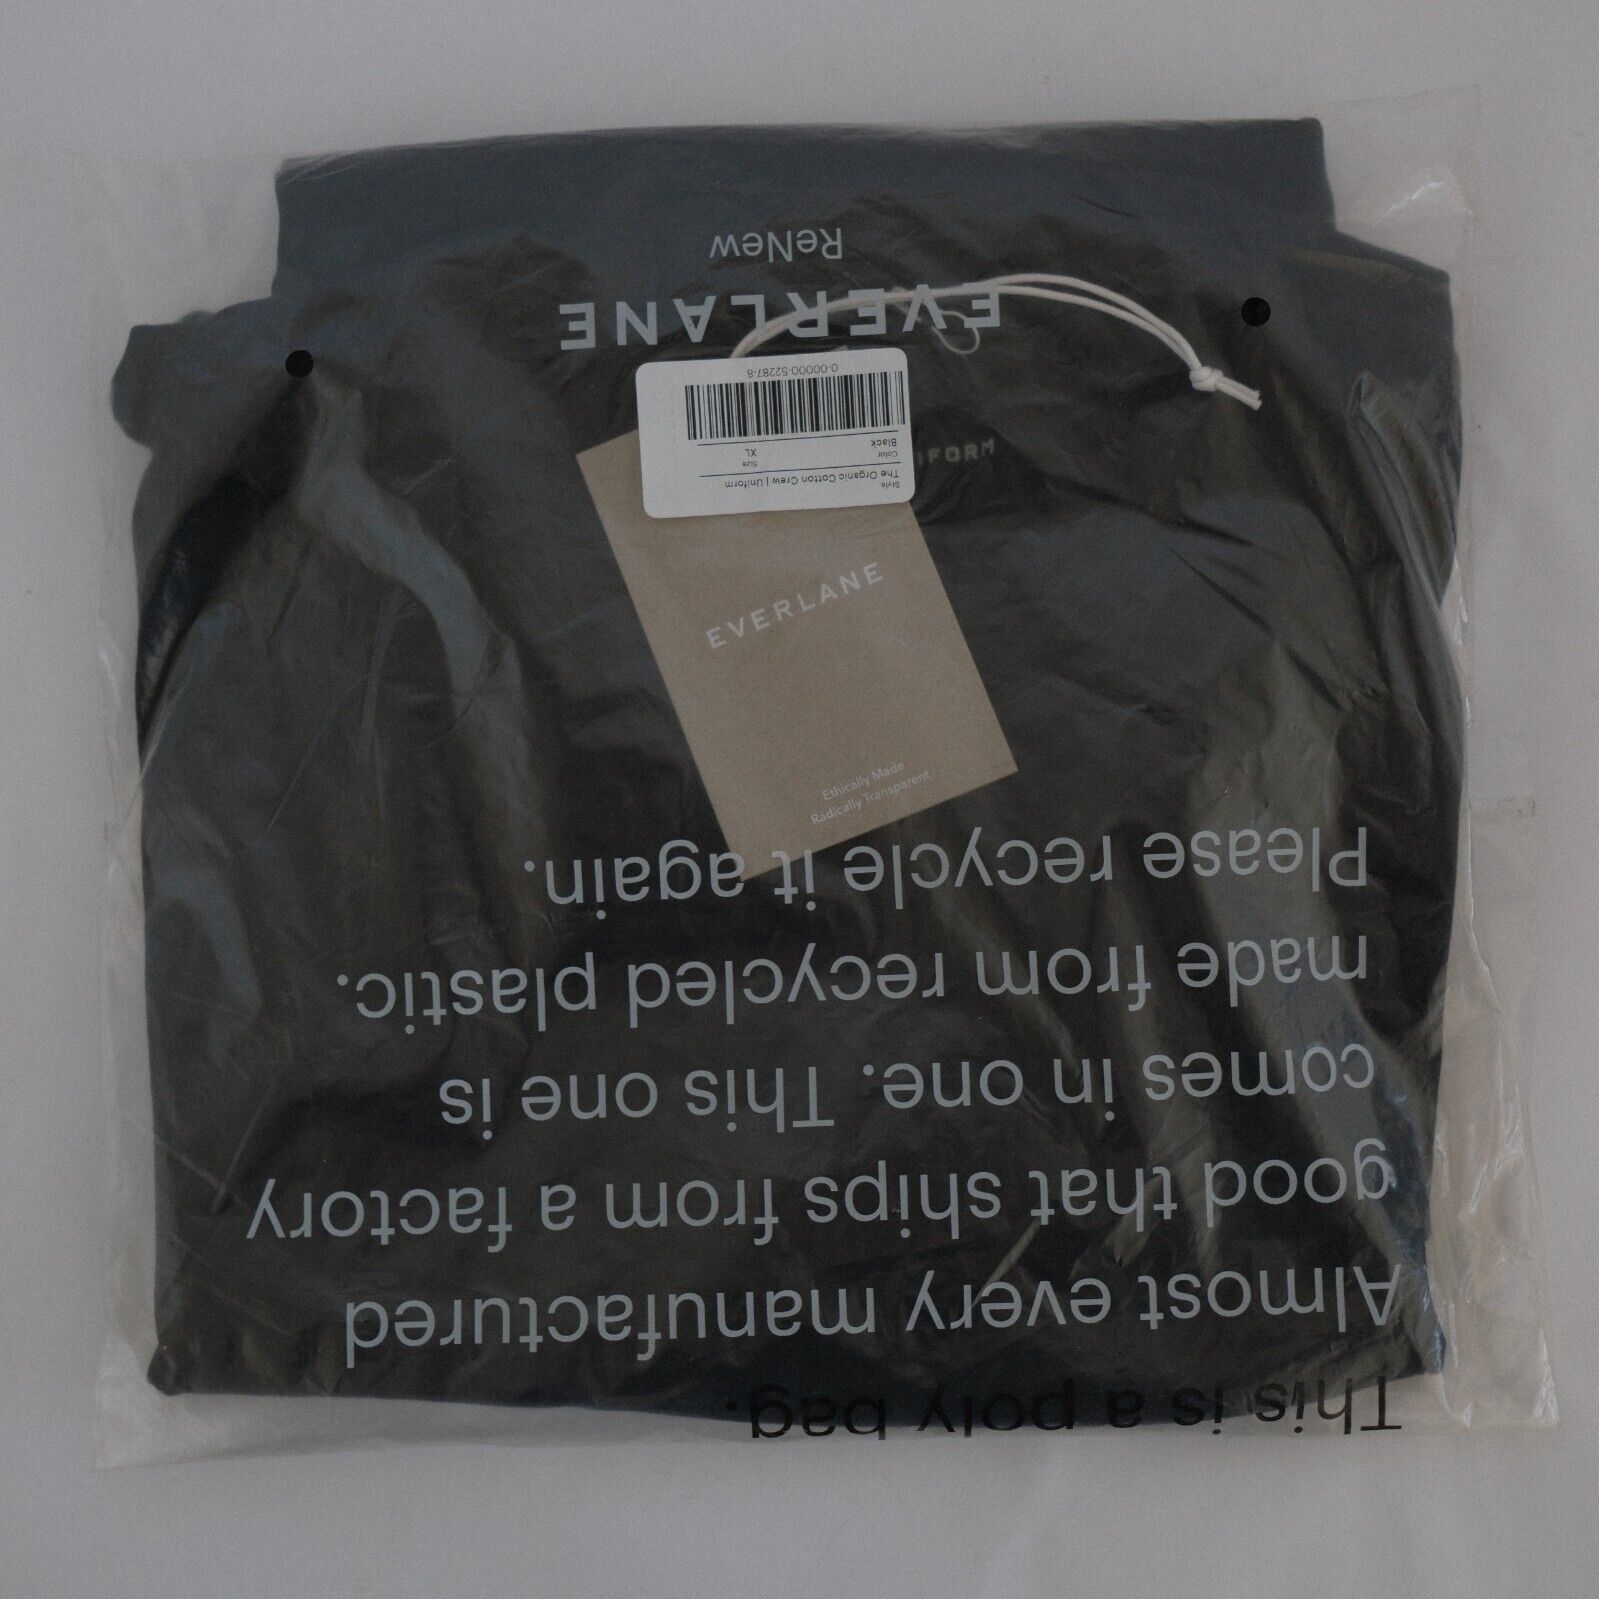 This is a poly bag.
Almost every manufactured
good that ships from a factory
comes in one. This one is
made from recycled plastic.
Please recycle it again.
EVERLANE
ReNew
Style
The Organic Cotton Crew | Uniform
Color
Black
Size
XL
0-00000-52287-8
EVERLANE
Ethically Made
Radically Transparent
IFORM